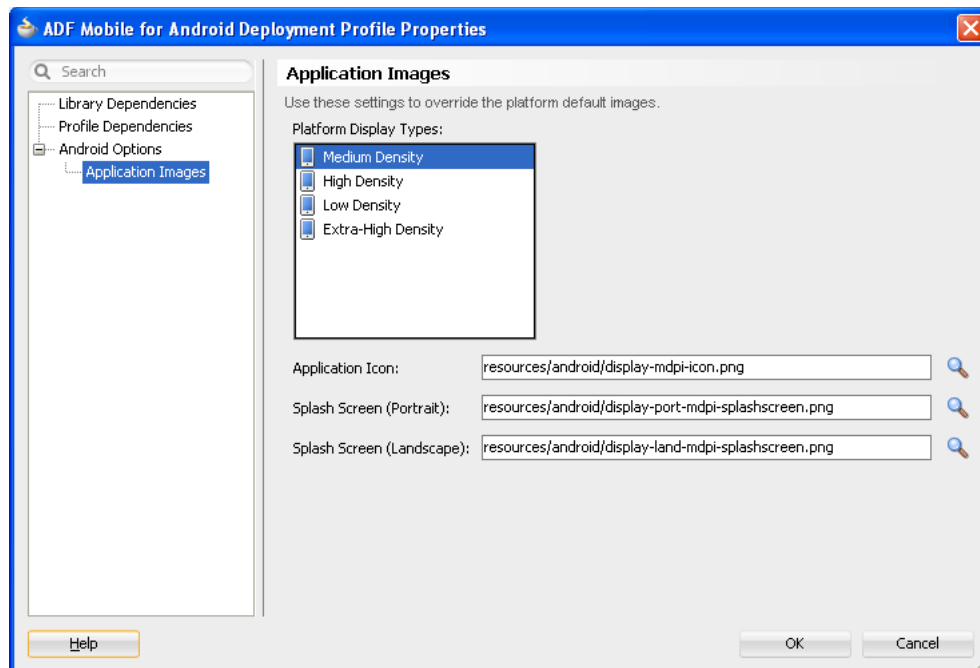 ADF Mobile for Android Deployment Profile Properties
Search
Library Dependencies
Profile Dependencies
Android Options
Application Images
Application Images
Use these settings to override the platform default images.
Platform Display Types:
Medium Density
High Density
Low Density
Extra-High Density
Application Icon: resources/android/display-mdpi-icon.png
Splash Screen (Portrait): resources/android/display-port-mdpi-splashscreen.png
Splash Screen (Landscape): resources/android/display-land-mdpi-splashscreen.png
Help OK Cancel